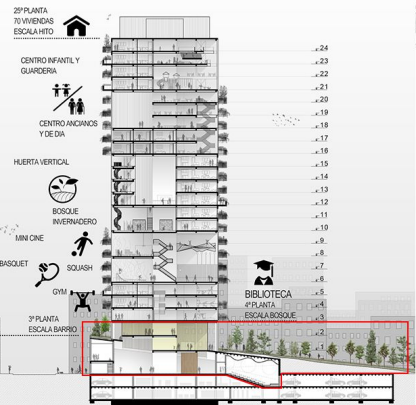 25ª PLANTA
70 VIVIENDAS
ESCALA HITO
CENTRO INFANTIL Y
GUARDERIA
CENTRO ANCIANOS
Y DE DIA
HUERTA VERTICAL
BOSQUE
INVERNADERO
MINI CINE
BASQUET
SQUASH
GYM
3ª PLANTA
ESCALA BARRIO
BIBLIOTECA
4ª PLANTA
ESCALA BOSQUE
24
23
22
21
20
19
18
17
16
15
14
13
12
11
10
9
8
7
6
5
4
3
2